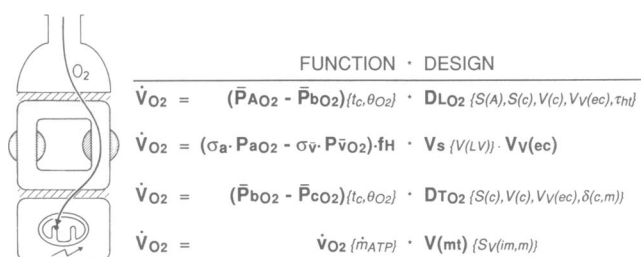 O2
FUNCTION · DESIGN
V̇O2 = (P̄AO2 - P̄bO2){tc,θO2} · DLO2 {S(A),S(c),V(c),VV(ec),τht}
V̇O2 = (σa· PaO2 - σv̄· Pv̄O2)·fH · Vs {V(LV)} · VV(ec)
V̇O2 = (P̄bO2 - P̄cO2){tc,θO2} · DTO2 {S(c),V(c),VV(ec),δ(c,m)}
V̇O2 = v̇O2 {ṁATP} · V(mt) {SV(im,m)}